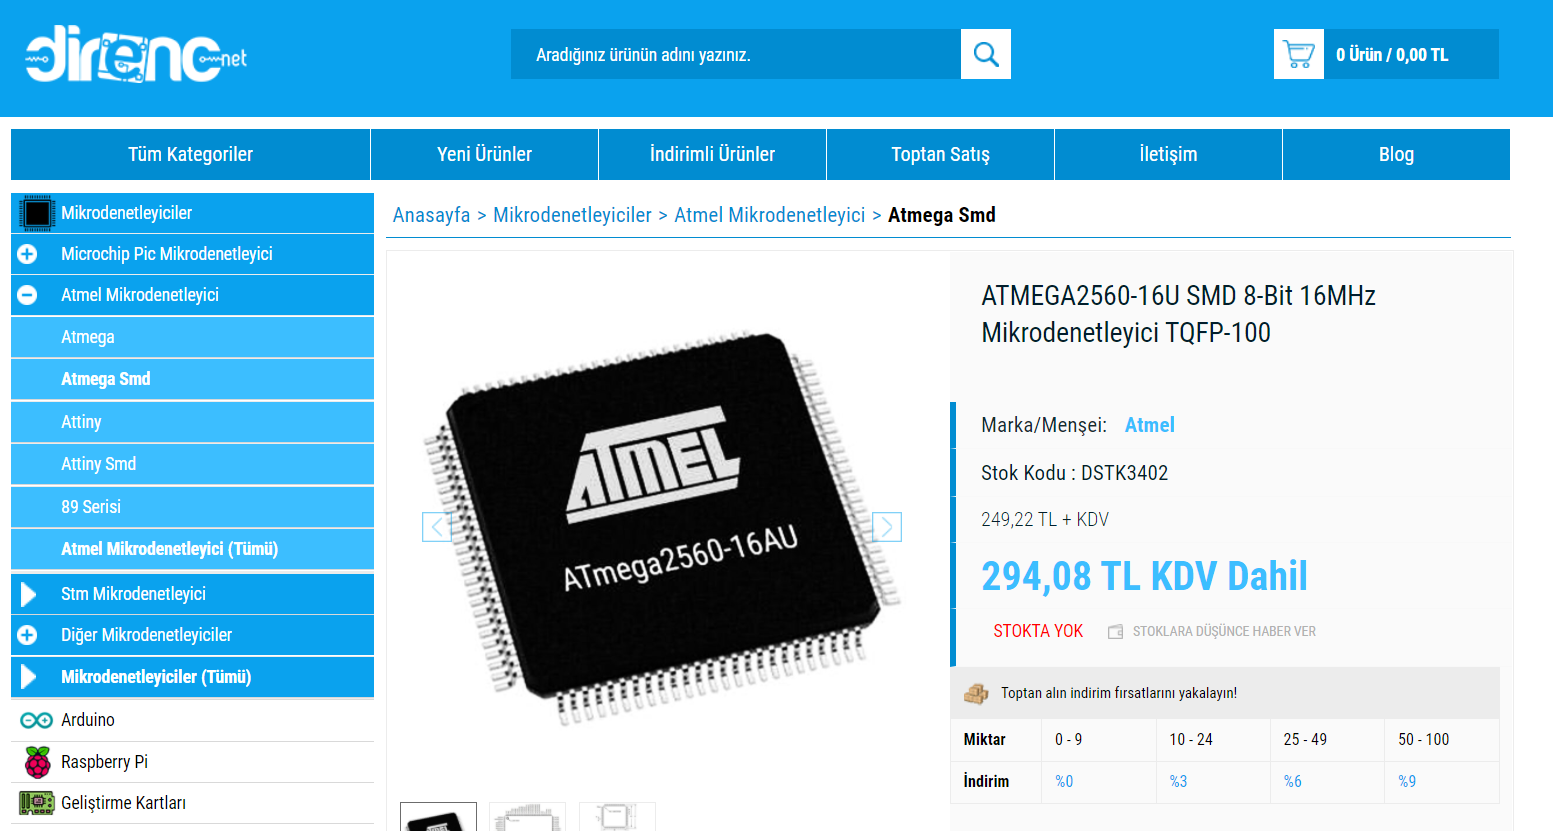 direnc.net
Aradığınız ürünün adını yazınız.
0 Ürün / 0,00 TL
Tüm Kategoriler
Yeni Ürünler
İndirimli Ürünler
Toptan Satış
İletişim
Blog
Mikrodenetleyiciler
Microchip Pic Mikrodenetleyici
Atmel Mikrodenetleyici
Atmega
Atmega Smd
Attiny
Attiny Smd
89 Serisi
Atmel Mikrodenetleyici (Tümü)
Stm Mikrodenetleyici
Diğer Mikrodenetleyiciler
Mikrodenetleyiciler (Tümü)
Arduino
Raspberry Pi
Geliştirme Kartları
Anasayfa > Mikrodenetleyiciler > Atmel Mikrodenetleyici > Atmega Smd
ATMEL
ATmega2560-16AU
ATMEGA2560-16U SMD 8-Bit 16MHz
Mikrodenetleyici TQFP-100
Marka/Menşei: Atmel
Stok Kodu : DSTK3402
249,22 TL + KDV
294,08 TL KDV Dahil
STOKTA YOK STOKLARA DÜŞÜNCE HABER VER
Toptan alın indirim fırsatlarını yakalayın!
Miktar 0 - 9 10 - 24 25 - 49 50 - 100
İndirim %0 %3 %6 %9